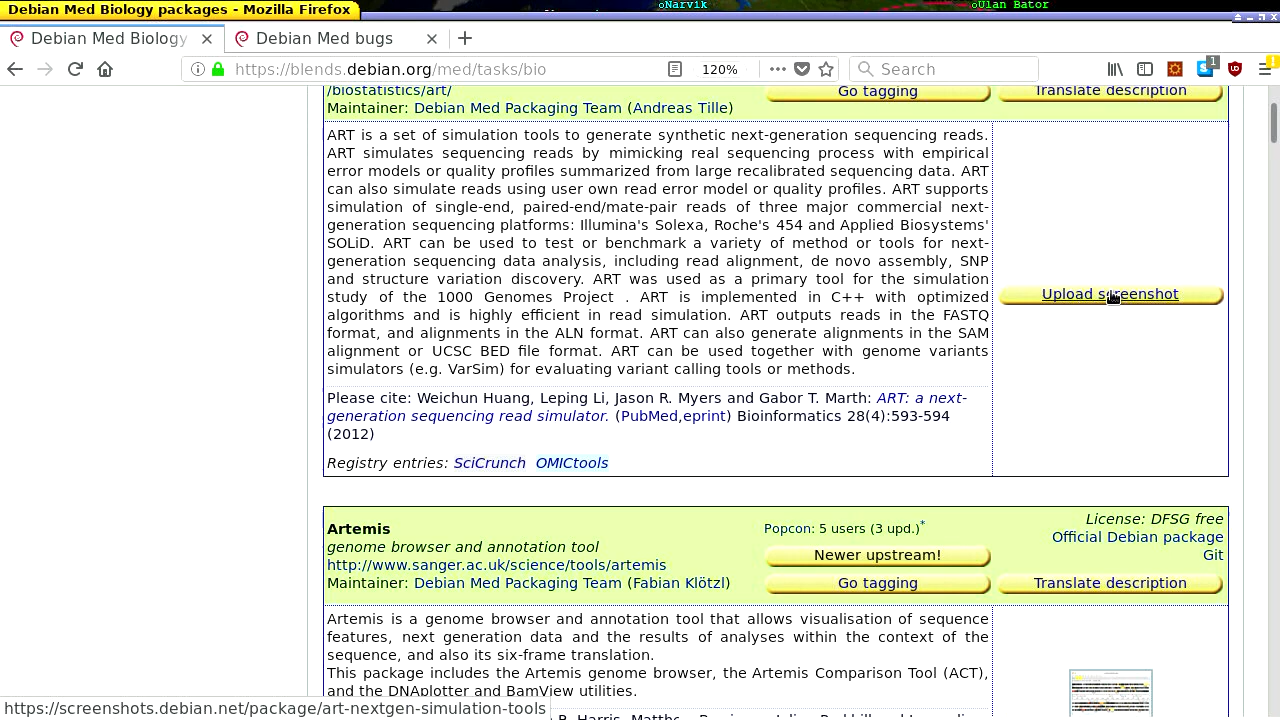 Debian Med Biology packages - Mozilla Firefox
Narvik
Ulan Bator
Debian Med Biology
Debian Med bugs
https://blends.debian.org/med/tasks/bio
120%
Search
1
1
/biostatistics/art/
Go tagging
Translate description
Maintainer: Debian Med Packaging Team (Andreas Tille)
ART is a set of simulation tools to generate synthetic next-generation sequencing reads.
ART simulates sequencing reads by mimicking real sequencing process with empirical
error models or quality profiles summarized from large recalibrated sequencing data. ART
can also simulate reads using user own read error model or quality profiles. ART supports
simulation of single-end, paired-end/mate-pair reads of three major commercial next-
generation sequencing platforms: Illumina's Solexa, Roche's 454 and Applied Biosystems'
SOLiD. ART can be used to test or benchmark a variety of method or tools for next-
generation sequencing data analysis, including read alignment, de novo assembly, SNP
and structure variation discovery. ART was used as a primary tool for the simulation
study of the 1000 Genomes Project . ART is implemented in C++ with optimized
algorithms and is highly efficient in read simulation. ART outputs reads in the FASTQ
format, and alignments in the ALN format. ART can also generate alignments in the SAM
alignment or UCSC BED file format. ART can be used together with genome variants
simulators (e.g. VarSim) for evaluating variant calling tools or methods.
Upload screenshot
Please cite: Weichun Huang, Leping Li, Jason R. Myers and Gabor T. Marth: ART: a next-
generation sequencing read simulator. (PubMed,eprint) Bioinformatics 28(4):593-594
(2012)
Registry entries: SciCrunch OMICtools
Artemis
genome browser and annotation tool
http://www.sanger.ac.uk/science/tools/artemis
Maintainer: Debian Med Packaging Team (Fabian Klötzl)
Popcon: 5 users (3 upd.)*
Newer upstream!
Go tagging
License: DFSG free
Official Debian package
Git
Translate description
Artemis is a genome browser and annotation tool that allows visualisation of sequence
features, next generation data and the results of analyses within the context of the
sequence, and also its six-frame translation.
This package includes the Artemis genome browser, the Artemis Comparison Tool (ACT),
and the utilities
https://screenshots.debian.net/package/art-next-gen-simulation-tools